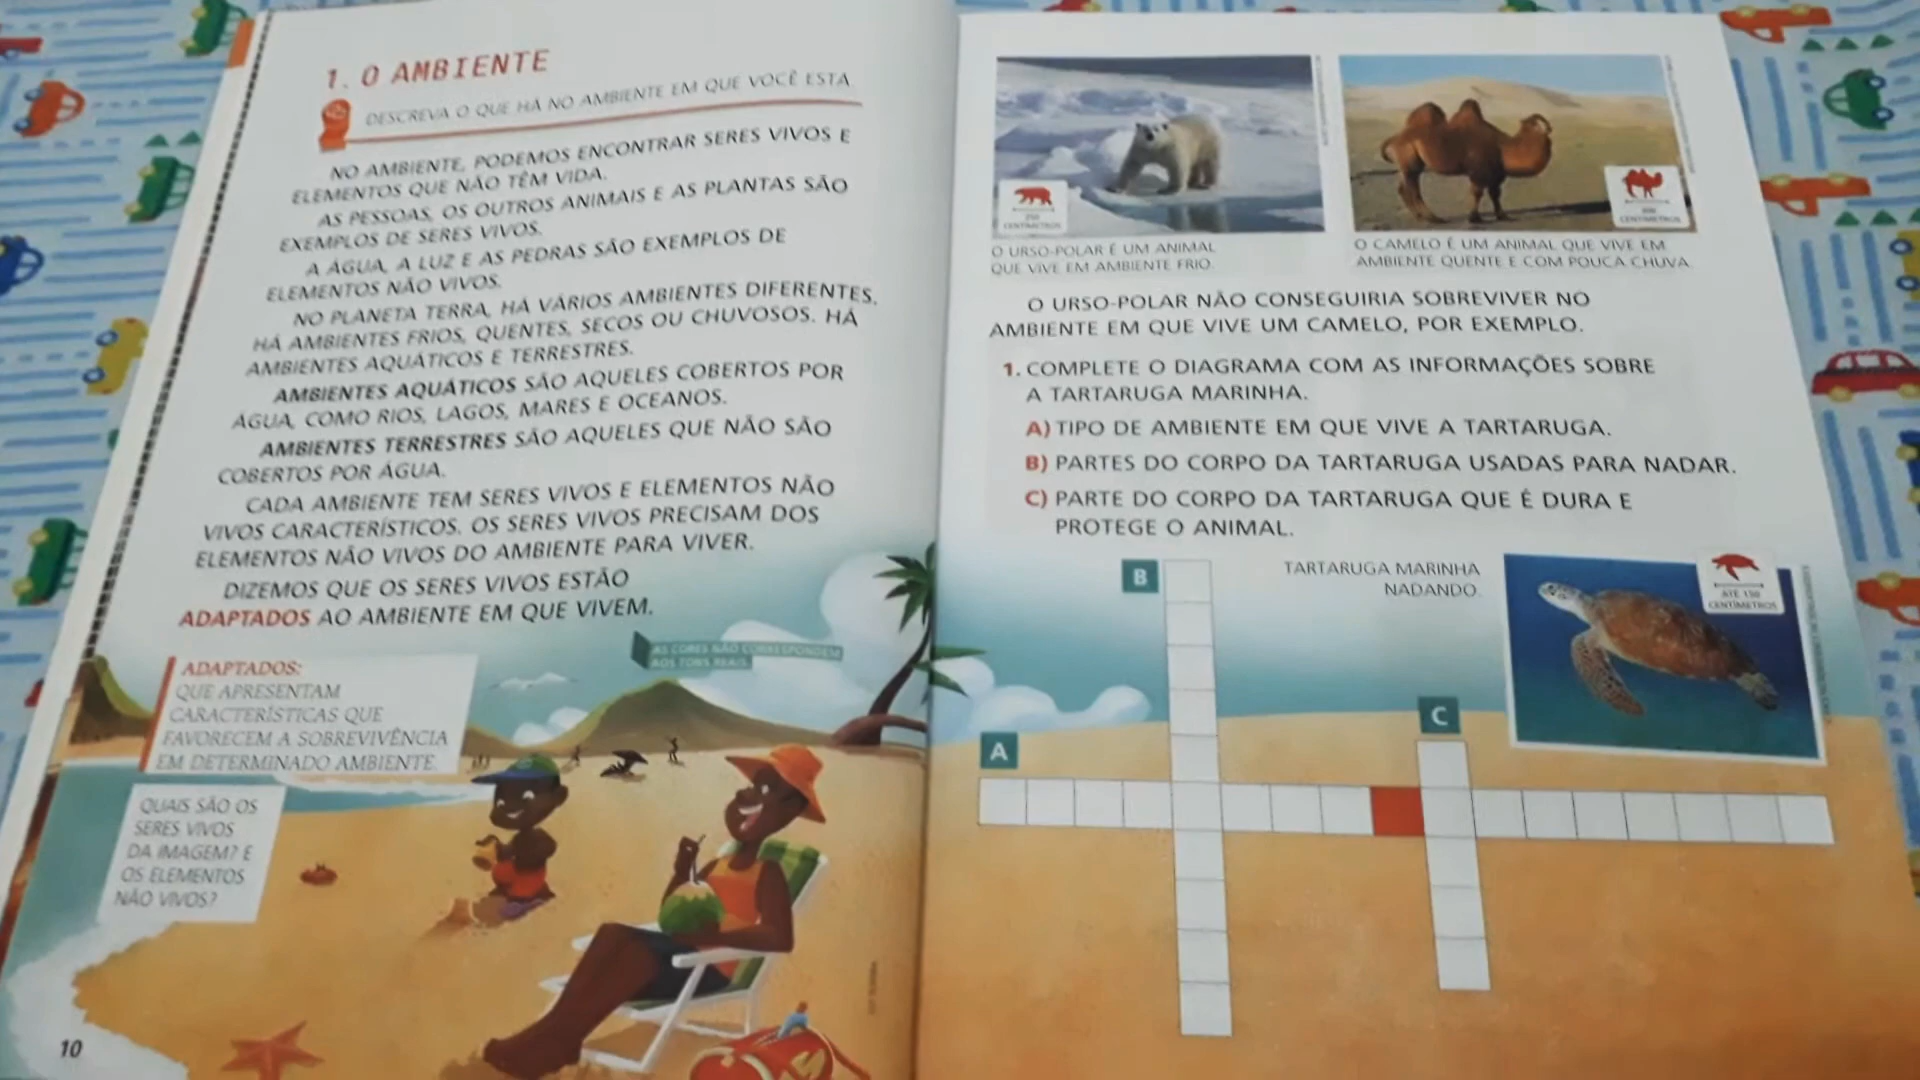 1. O AMBIENTE
DESCREVA O QUE HÁ NO AMBIENTE EM QUE VOCÊ ESTÁ
NO AMBIENTE, PODEMOS ENCONTRAR SERES VIVOS E
ELEMENTOS QUE NÃO TÊM VIDA.
AS PESSOAS, OS OUTROS ANIMAIS E AS PLANTAS SÃO
EXEMPLOS DE SERES VIVOS.
A ÁGUA, A LUZ E AS PEDRAS SÃO EXEMPLOS DE
ELEMENTOS NÃO VIVOS.
NO PLANETA TERRA, HÁ VÁRIOS AMBIENTES DIFERENTES.
HÁ AMBIENTES FRIOS, QUENTES, SECOS OU CHUVOSOS. HÁ
AMBIENTES AQUÁTICOS E TERRESTRES.
AMBIENTES AQUÁTICOS SÃO AQUELES COBERTOS POR
ÁGUA, COMO RIOS, LAGOS, MARES E OCEANOS.
AMBIENTES TERRESTRES SÃO AQUELES QUE NÃO SÃO
COBERTOS POR ÁGUA.
CADA AMBIENTE TEM SERES VIVOS E ELEMENTOS NÃO
VIVOS CARACTERÍSTICOS. OS SERES VIVOS PRECISAM DOS
ELEMENTOS NÃO VIVOS DO AMBIENTE PARA VIVER.
DIZEMOS QUE OS SERES VIVOS ESTÃO
ADAPTADOS AO AMBIENTE EM QUE VIVEM.
AS CORES NÃO CORRESPONDEM
AOS TONS REAIS.
ADAPTADOS:
QUE APRESENTAM
CARACTERÍSTICAS QUE
FAVORECEM A SOBREVIVÊNCIA
EM DETERMINADO AMBIENTE.
QUAIS SÃO OS
SERES VIVOS
DA IMAGEM? E
OS ELEMENTOS
NÃO VIVOS?
10
250
CENTÍMETROS
O URSO-POLAR É UM ANIMAL
QUE VIVE EM AMBIENTE FRIO.
300
CENTÍMETROS
O CAMELO É UM ANIMAL QUE VIVE EM
AMBIENTE QUENTE E COM POUCA CHUVA.
O URSO-POLAR NÃO CONSEGUIRIA SOBREVIVER NO
AMBIENTE EM QUE VIVE UM CAMELO, POR EXEMPLO.
1. COMPLETE O DIAGRAMA COM AS INFORMAÇÕES SOBRE
A TARTARUGA MARINHA.
A) TIPO DE AMBIENTE EM QUE VIVE A TARTARUGA.
B) PARTES DO CORPO DA TARTARUGA USADAS PARA NADAR.
C) PARTE DO CORPO DA TARTARUGA QUE É DURA E
PROTEGE O ANIMAL.
B
TARTARUGA MARINHA
NADANDO.
ATÉ 150
CENTÍMETROS
C
A